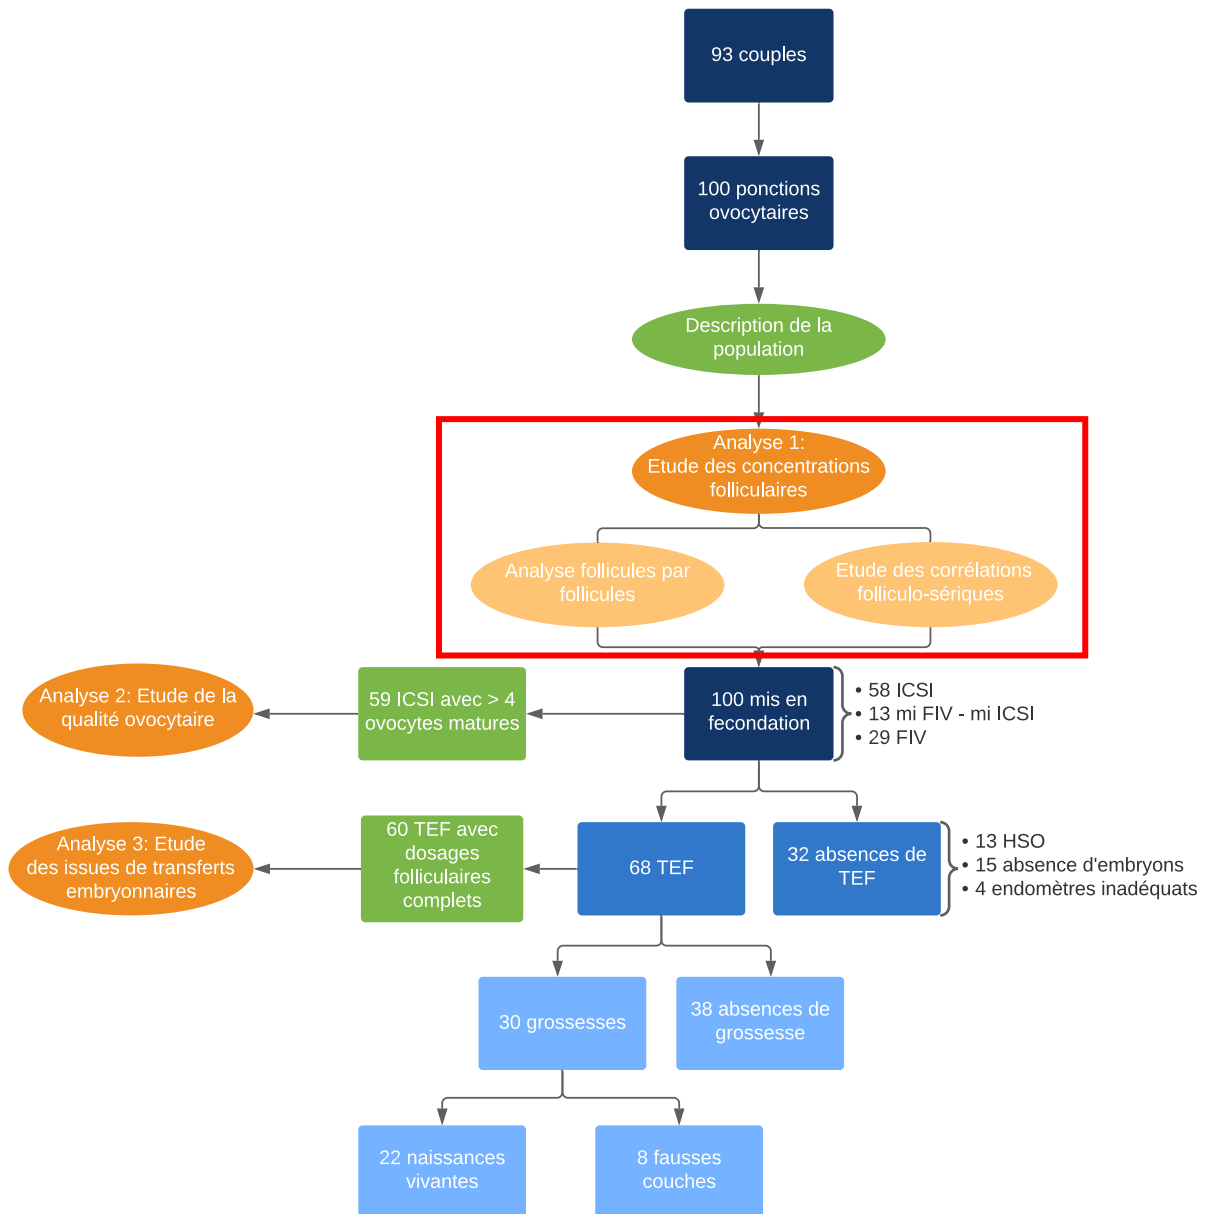 93 couples
100 ponctions
ovocytaires
Description de la
population
Analyse 1:
Etude des concentrations
folliculaires
Analyse follicules par
follicules
Etude des corrélations
folliculo-sériques
Analyse 2: Etude de la
qualité ovocytaire
59 ICSI avec > 4
ovocytes matures
100 mis en
fecondation
• 58 ICSI
• 13 mi FIV - mi ICSI
• 29 FIV
Analyse 3: Etude
des issues de transferts
embryonnaires
60 TEF avec
dosages
folliculaires
complets
68 TEF
32 absences de
TEF
• 13 HSO
• 15 absence d'embryons
• 4 endomètres inadéquats
30 grossesses
38 absences de
grossesse
22 naissances
vivantes
8 fausses
couches